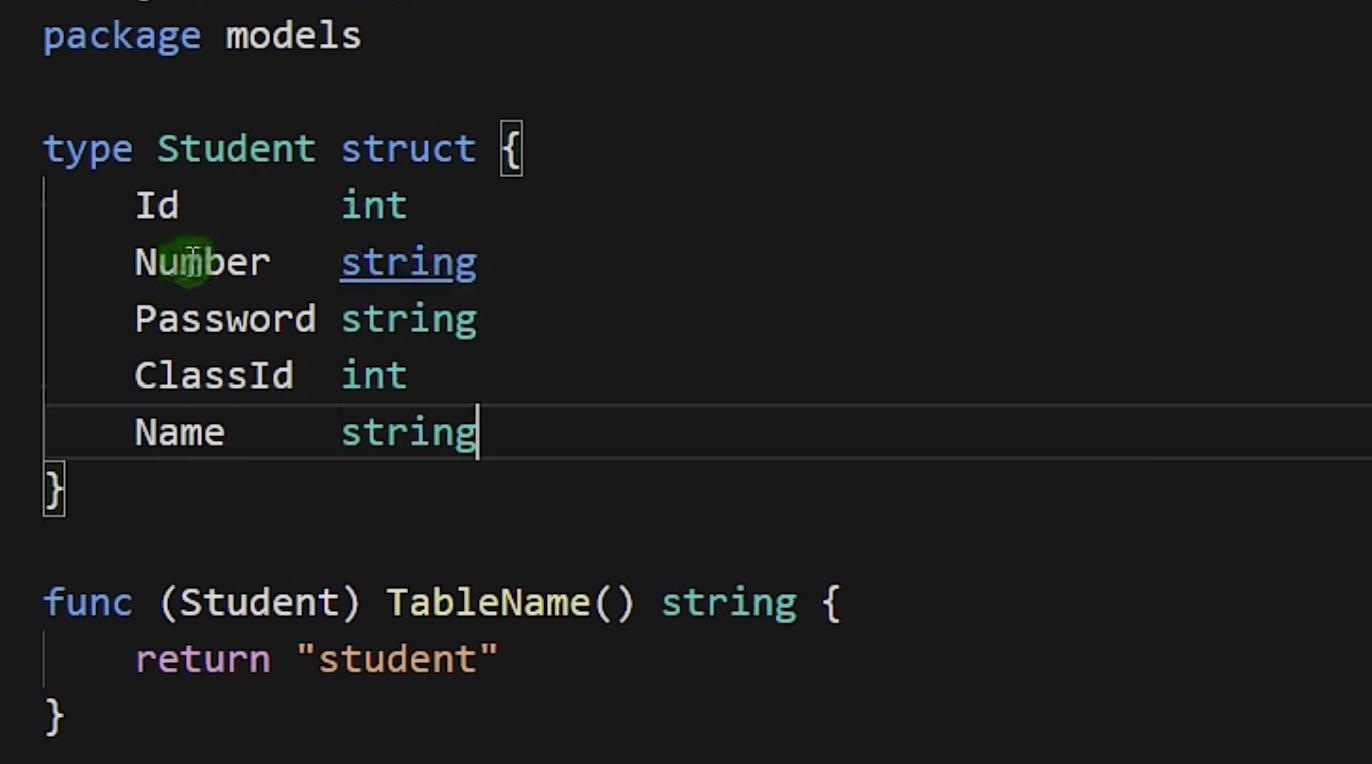 package models
type Student struct {
    Id       int
    Number   string
    Password string
    ClassId  int
    Name     string
}
func (Student) TableName() string {
    return "student"
}